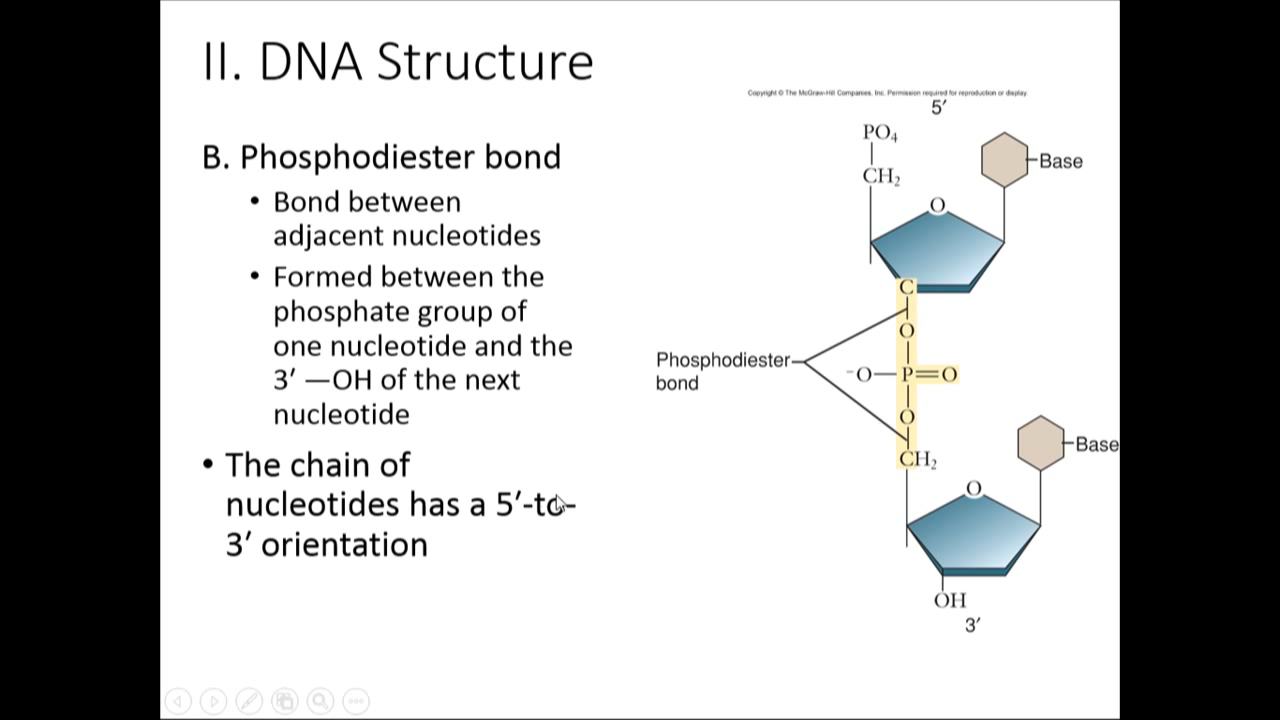 II. DNA Structure
Copyright © The McGraw-Hill Companies, Inc. Permission required for reproduction or display.
B. Phosphodiester bond
• Bond between
adjacent nucleotides
• Formed between the
phosphate group of
one nucleotide and the
3′ —OH of the next
nucleotide
• The chain of
nucleotides has a 5′-to-
3′ orientation
5′
PO₄
CH₂
Base
O
C
O
Phosphodiester
bond
⁻O—P=O
O
CH₂
Base
O
OH
3′